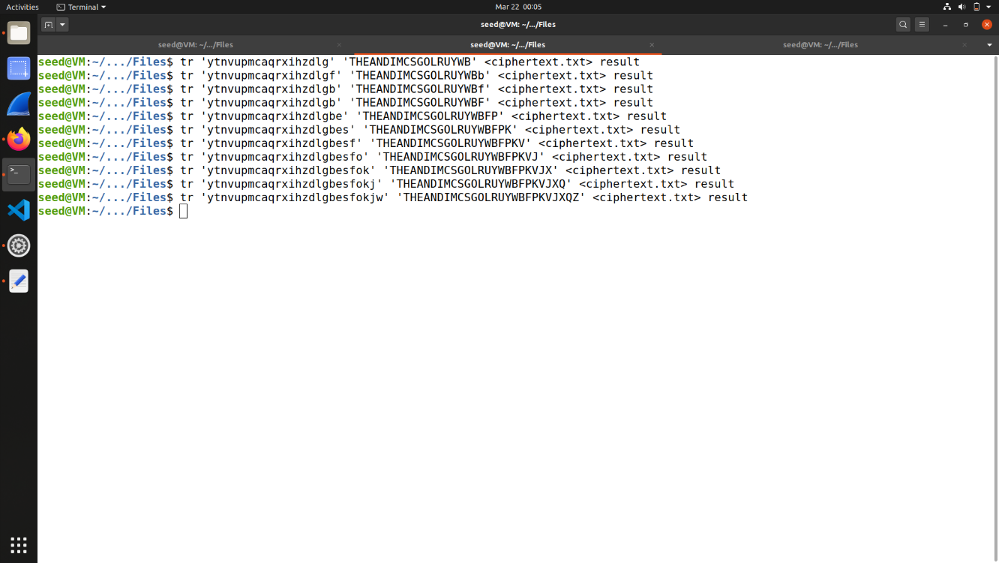 Activities Terminal Mar 22 00:05
seed@VM: ~/.../Files
seed@VM: ~/.../Files seed@VM: ~/.../Files seed@VM: ~/.../Files
seed@VM:~/.../Files$ tr 'ytnvupmcaqrxihzdlg' 'THEANDIMCSGOLRUYWB' <ciphertext.txt> result
seed@VM:~/.../Files$ tr 'ytnvupmcaqrxihzdlgf' 'THEANDIMCSGOLRUYWBb' <ciphertext.txt> result
seed@VM:~/.../Files$ tr 'ytnvupmcaqrxihzdlgb' 'THEANDIMCSGOLRUYWBf' <ciphertext.txt> result
seed@VM:~/.../Files$ tr 'ytnvupmcaqrxihzdlgb' 'THEANDIMCSGOLRUYWBF' <ciphertext.txt> result
seed@VM:~/.../Files$ tr 'ytnvupmcaqrxihzdlgbe' 'THEANDIMCSGOLRUYWBFP' <ciphertext.txt> result
seed@VM:~/.../Files$ tr 'ytnvupmcaqrxihzdlgbes' 'THEANDIMCSGOLRUYWBFPK' <ciphertext.txt> result
seed@VM:~/.../Files$ tr 'ytnvupmcaqrxihzdlgbesf' 'THEANDIMCSGOLRUYWBFPKV' <ciphertext.txt> result
seed@VM:~/.../Files$ tr 'ytnvupmcaqrxihzdlgbesfo' 'THEANDIMCSGOLRUYWBFPKVJ' <ciphertext.txt> result
seed@VM:~/.../Files$ tr 'ytnvupmcaqrxihzdlgbesfok' 'THEANDIMCSGOLRUYWBFPKVJX' <ciphertext.txt> result
seed@VM:~/.../Files$ tr 'ytnvupmcaqrxihzdlgbesfokj' 'THEANDIMCSGOLRUYWBFPKVJXQ' <ciphertext.txt> result
seed@VM:~/.../Files$ tr 'ytnvupmcaqrxihzdlgbesfokjw' 'THEANDIMCSGOLRUYWBFPKVJXQZ' <ciphertext.txt> result
seed@VM:~/.../Files$